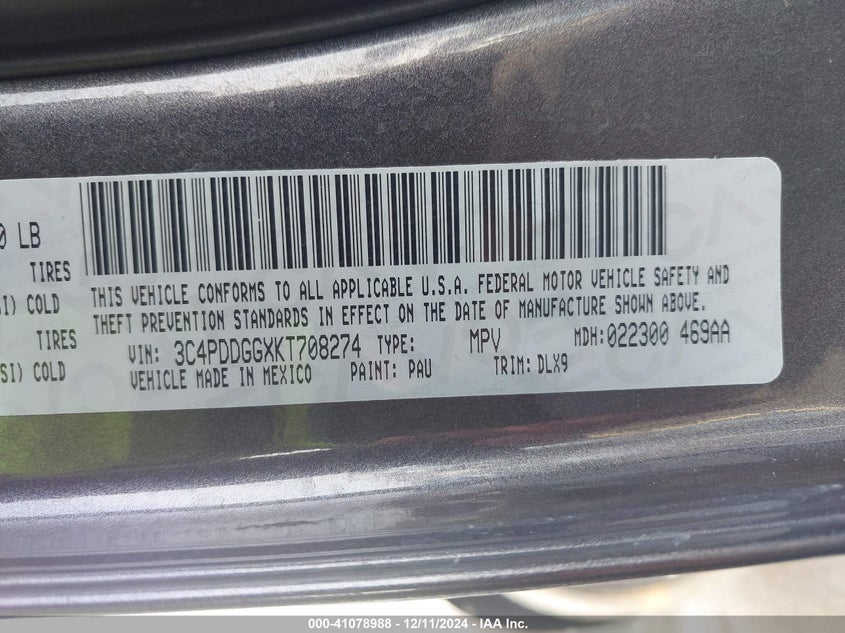 0 LB
TIRES
SI) COLD
TIRES
SI) COLD
THIS VEHICLE CONFORMS TO ALL APPLICABLE U.S.A. FEDERAL MOTOR VEHICLE SAFETY AND
THEFT PREVENTION STANDARDS IN EFFECT ON THE DATE OF MANUFACTURE SHOWN ABOVE.
VIN: 3C4PDDGGXKT708274 TYPE: MPV MDH:022300 469AA
VEHICLE MADE IN MEXICO PAINT: PAU TRIM: DLX9
000-41078988 - 12/11/2024 - IAA Inc.